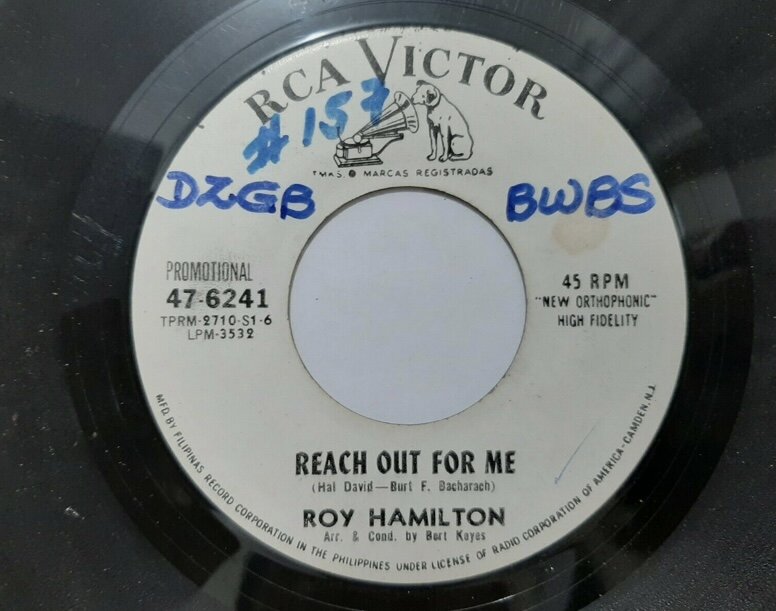 RCA VICTOR
# 157
TMKS. ® MARCAS REGISTRADAS
DZGB
BWBS
PROMOTIONAL
47-6241
TPRM-2710-S1-6
LPM-3532
45 RPM
"NEW ORTHOPHONIC"
HIGH FIDELITY
REACH OUT FOR ME
(Hal David—Burt F. Bacharach)
ROY HAMILTON
Arr. & Cond. by Bert Keyes
MFD. BY FILIPINAS RECORD CORPORATION IN THE PHILIPPINES UNDER LICENSE OF RADIO CORPORATION OF AMERICA-CAMDEN, N.J.